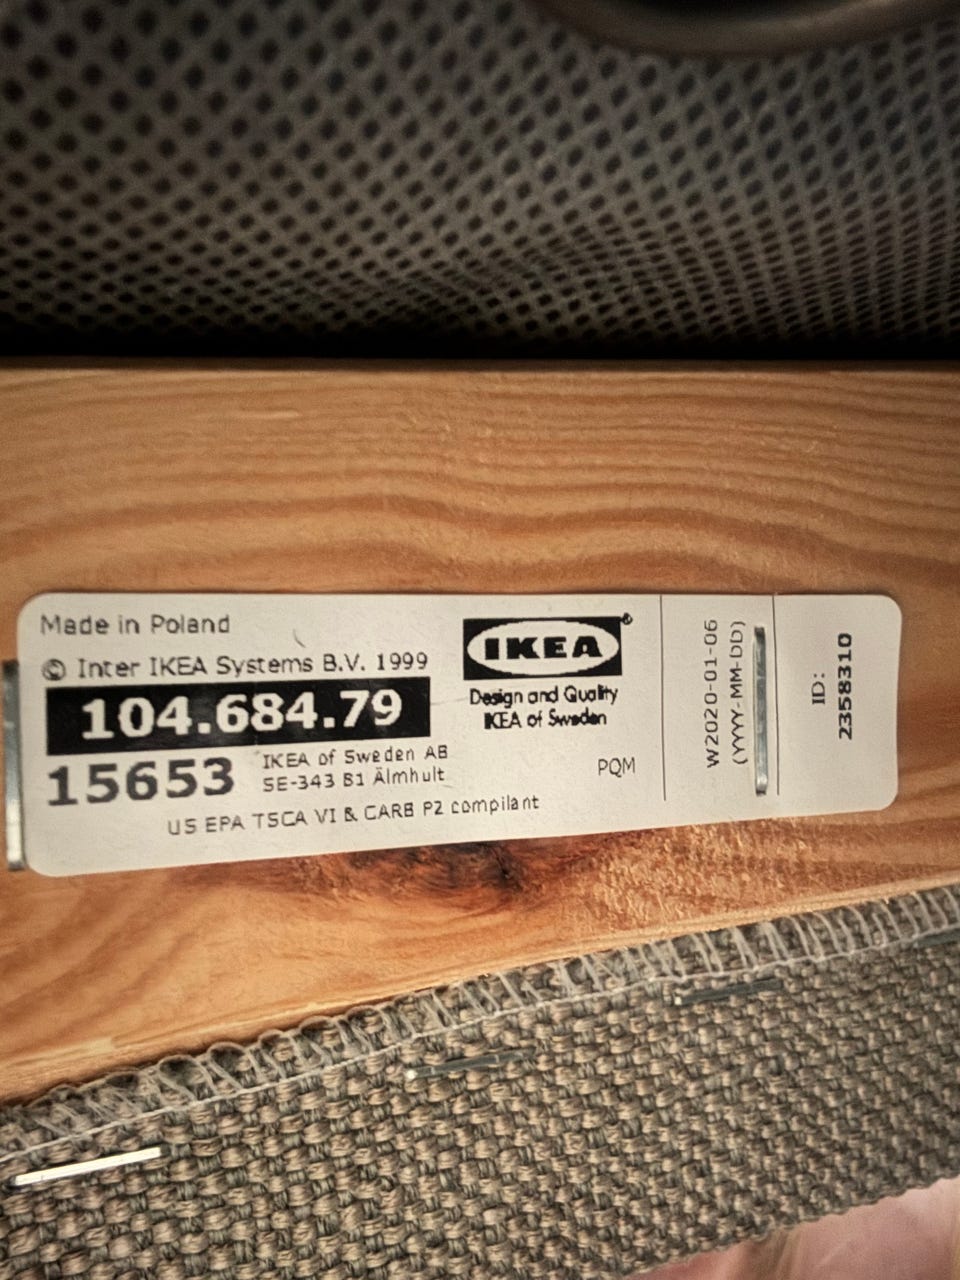 Made in Poland
© Inter IKEA Systems B.V. 1999
104.684.79
15653
IKEA of Sweden AB
SE-343 81 Älmhult
US EPA TSCA VI & CARB P2 compliant
IKEA®
Design and Quality
IKEA of Sweden
PQM
W2020-01-06
(YYYY-MM-DD)
ID:
2358310